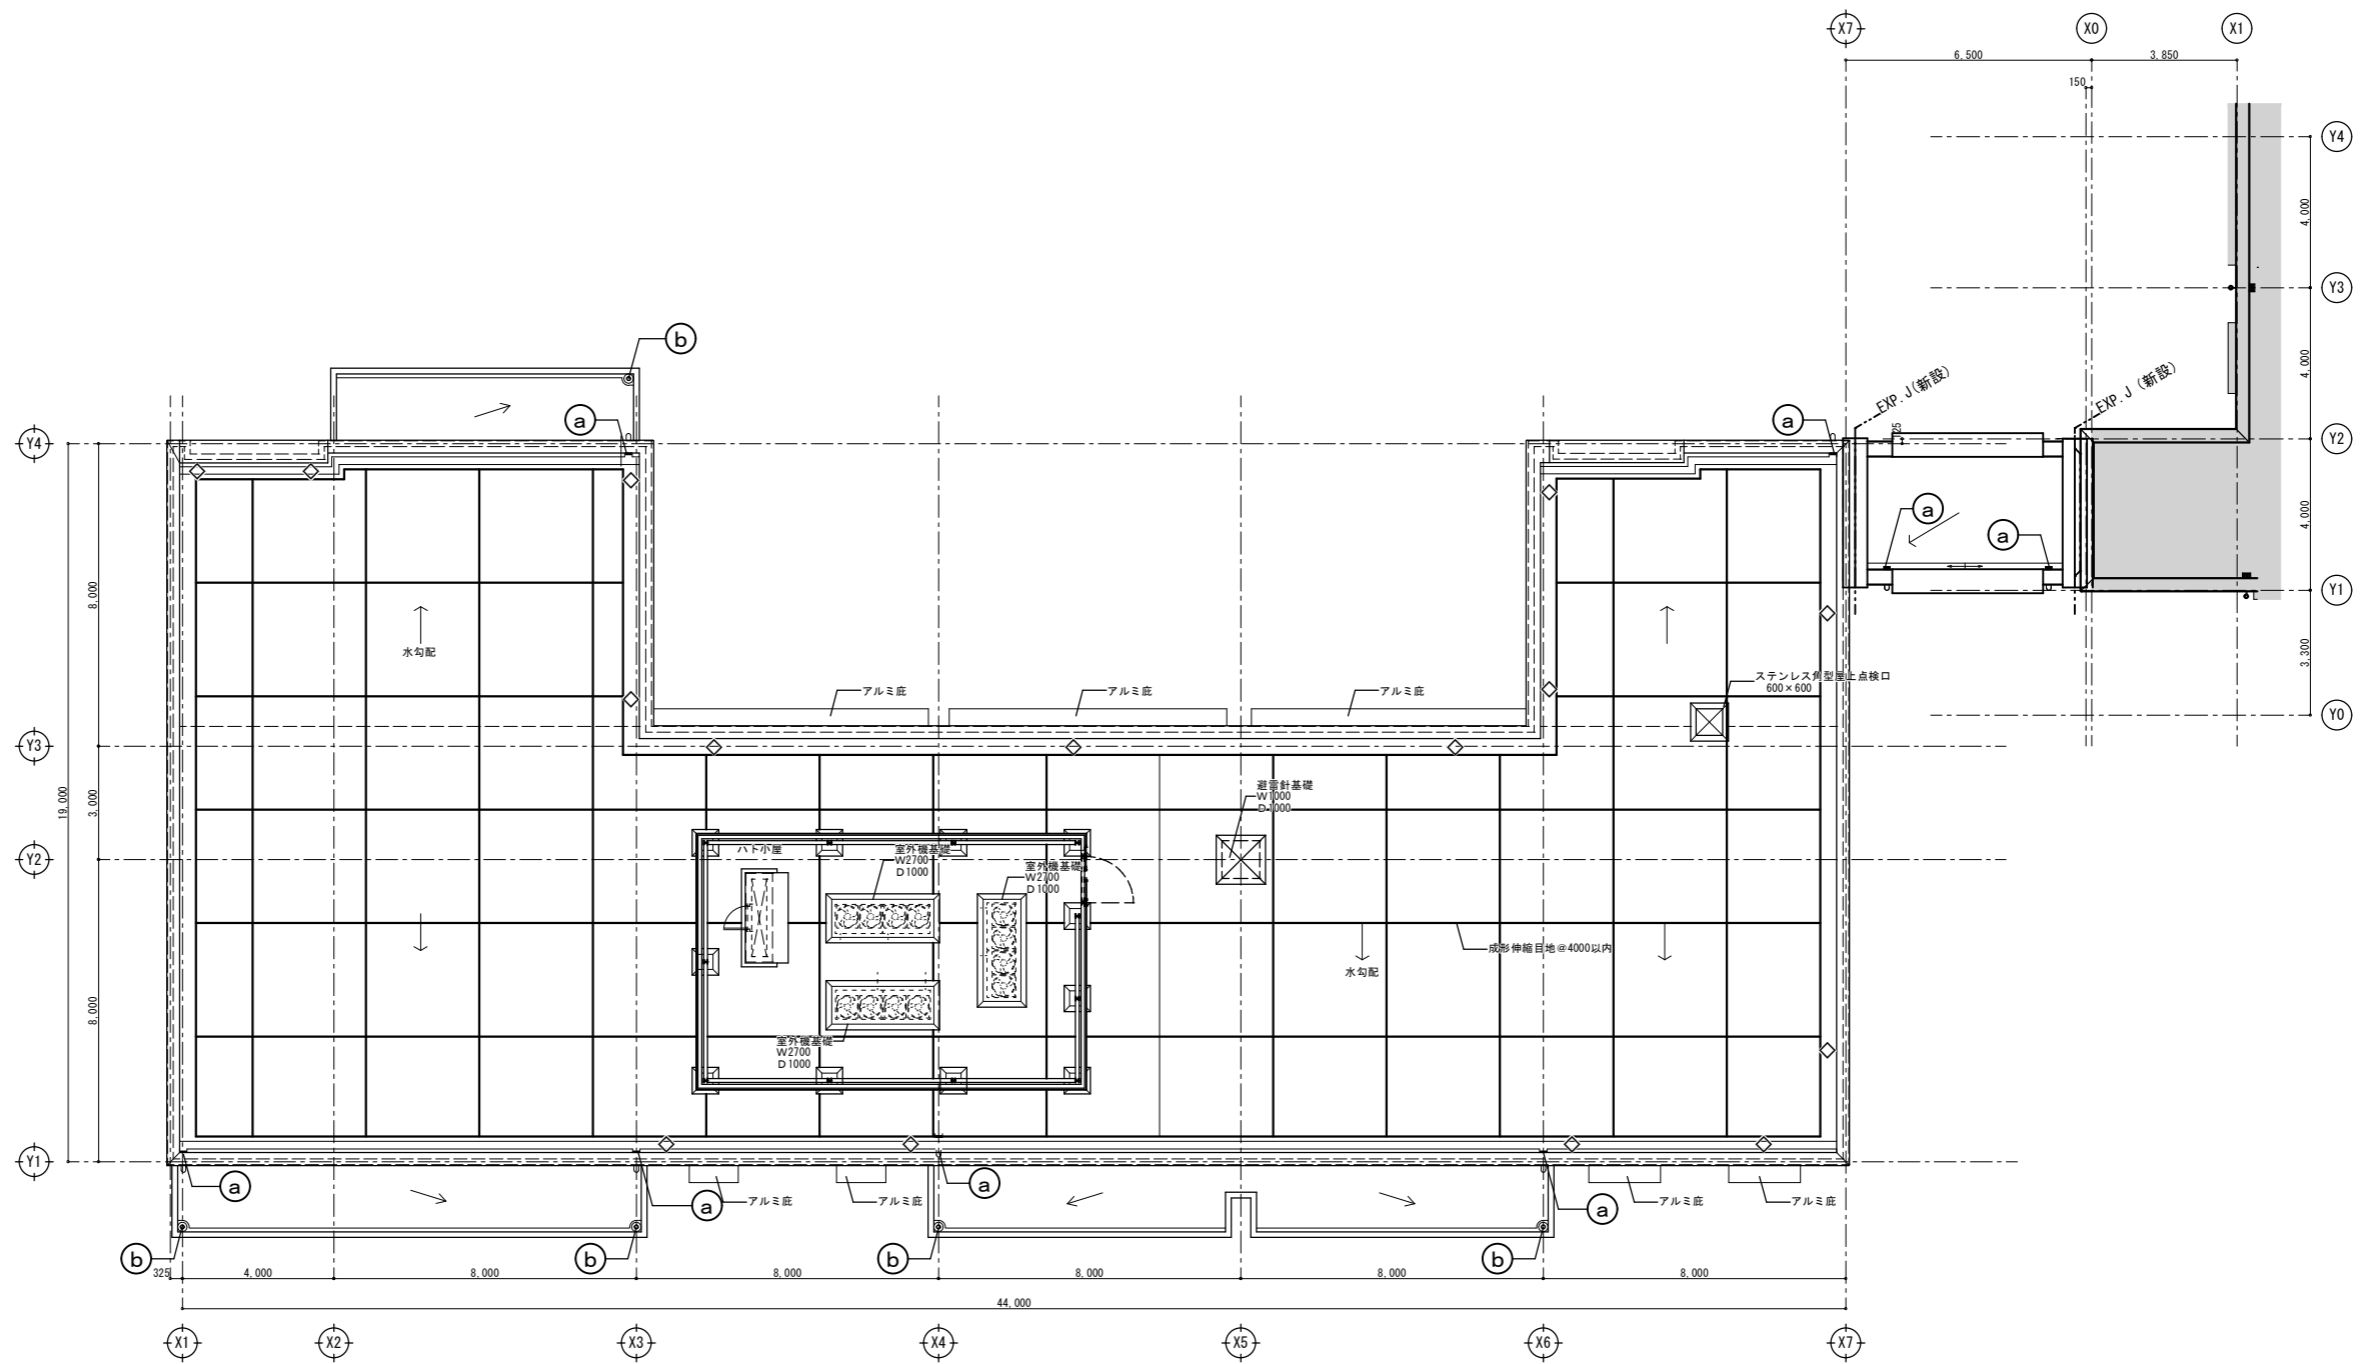 X7
X0
X1
6,500
3,850
150
Y4
4,000
Y3
4,000
EXP.J(新設)
EXP.J (新設)
b
a
a
25
Y4
Y2
a
a
4,000
8,000
Y1
水勾配
3,300
ステンレス角型屋上点検口
600×600
アルミ庇
アルミ庇
アルミ庇
Y0
Y3
避雷針基礎
W1000
D1000
19,000
3,000
ハト小屋
室外機基礎
W2700
D1000
室外機基礎
W2700
D1000
Y2
成形伸縮目地@4000以内
水勾配
8,000
室外機基礎
W2700
D1000
Y1
a
a
a
a
アルミ庇
アルミ庇
アルミ庇
アルミ庇
b
b
b
b
325
4,000
8,000
8,000
8,000
8,000
8,000
44,000
X1
X2
X3
X4
X5
X6
X7